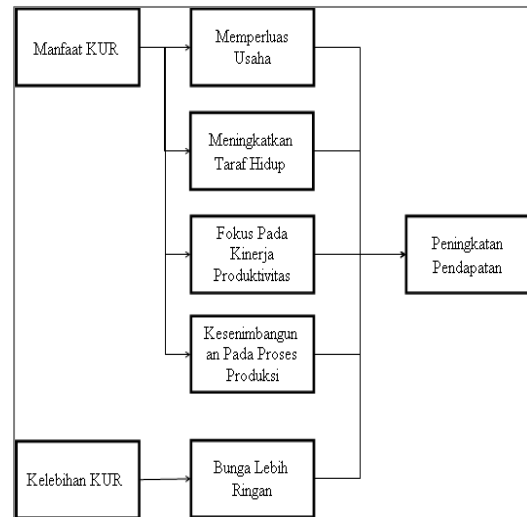 Manfaat KUR
Memperluas
Usaha
Meningkatkan
Taraf Hidup
Fokus Pada
Kinerja
Produktivitas
Peningkatan
Pendapatan
Kesenimbangun
an Pada Proses
Produksi
Kelebihan KUR
Bunga Lebih
Ringan